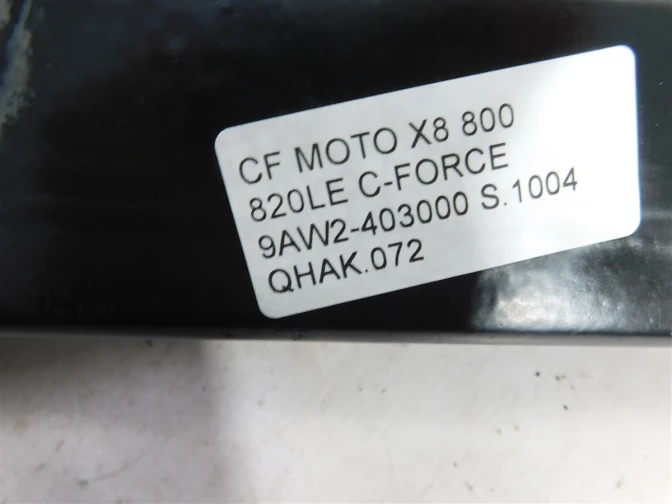 CF MOTO X8 800
820LE C-FORCE
9AW2-403000 S.1004
QHAK.072